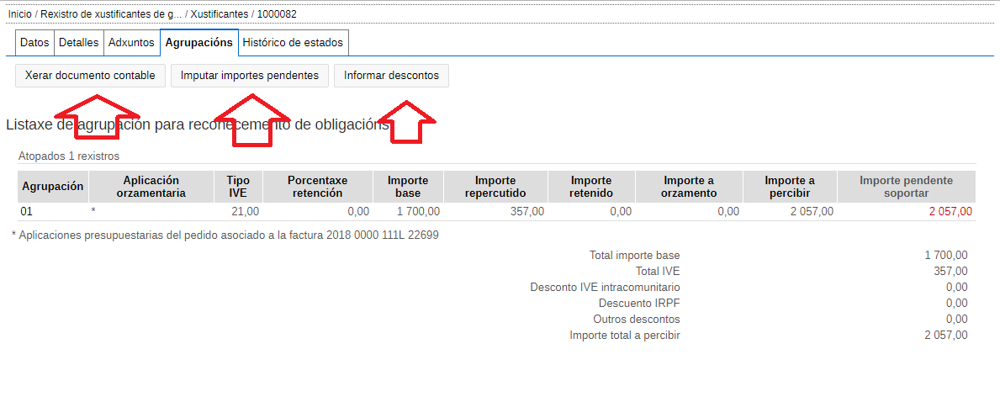 Inicio / Rexistro de xustificantes de g... / Xustificantes / 1000082
Datos Detalles Adxuntos Agrupacións Histórico de estados
Xerar documento contable Imputar importes pendentes Informar descontos
Listaxe de agrupación para recoñecemento de obligacións
Atopados 1 rexistros
Agrupación Aplicación orzamentaria Tipo IVE Porcentaxe retención Importe base Importe repercutido Importe retenido Importe a orzamento Importe a percibir Importe pendente soportar
01 * 21,00 0,00 1 700,00 357,00 0,00 0,00 2 057,00 2 057,00
* Aplicaciones presupuestarias del pedido asociado a la factura 2018 0000 111L 22699
Total importe base 1 700,00
Total IVE 357,00
Desconto IVE intracomunitario 0,00
Descuento IRPF 0,00
Outros descontos 0,00
Importe total a percibir 2 057,00